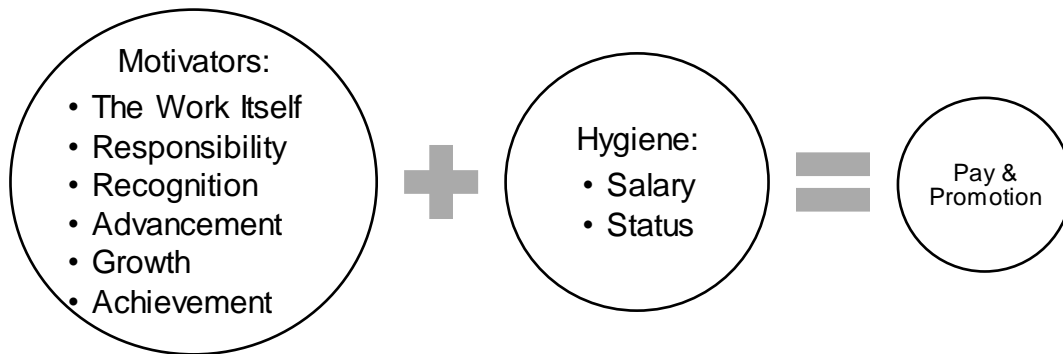 Motivators:
• The Work Itself
• Responsibility
• Recognition
• Advancement
• Growth
• Achievement
Hygiene:
• Salary
• Status
Pay &
Promotion